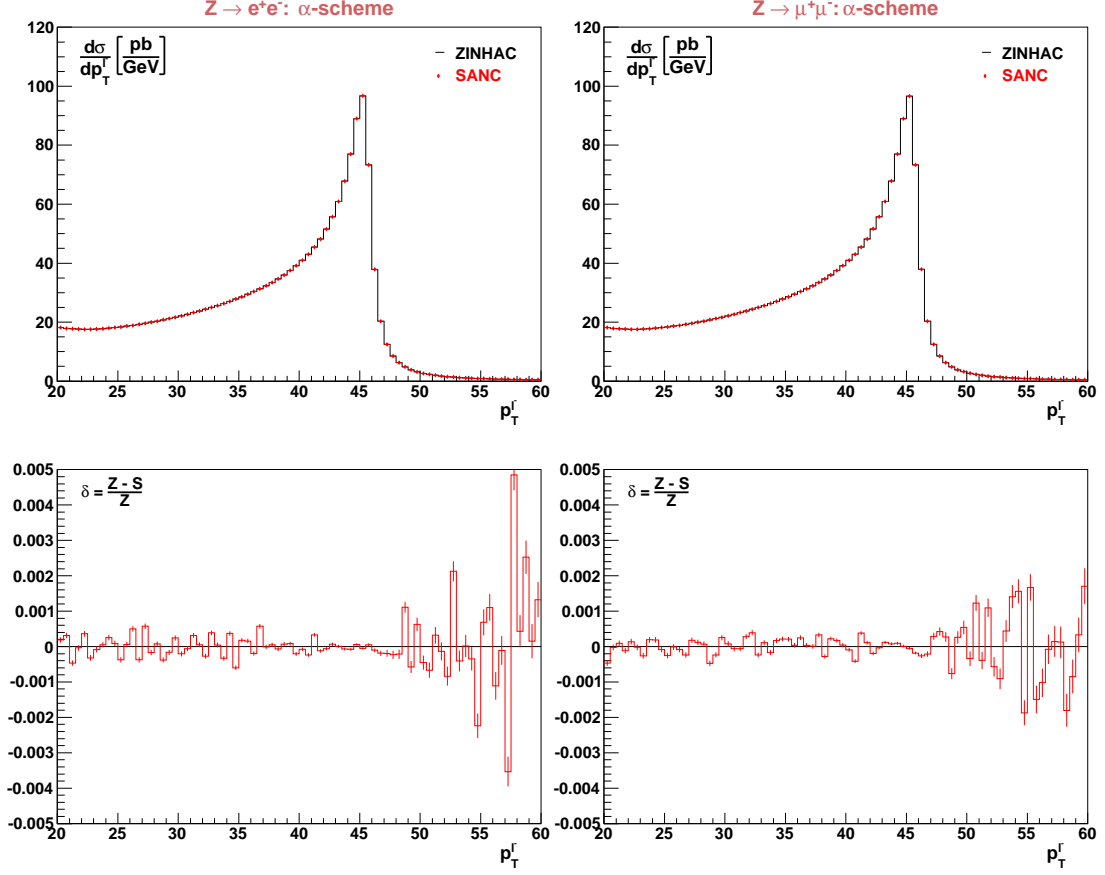 Z → e⁺e⁻: α-scheme
120
100
80
60
40
20
0
dσ/dp_T^l⁻ [pb/GeV]
ZINHAC
SANC
20 25 30 35 40 45 50 55 60
p_T^l⁻
Z → μ⁺μ⁻: α-scheme
120
100
80
60
40
20
0
dσ/dp_T^l⁻ [pb/GeV]
ZINHAC
SANC
20 25 30 35 40 45 50 55 60
p_T^l⁻
0.005
0.004
0.003
0.002
0.001
0
-0.001
-0.002
-0.003
-0.004
-0.005
δ = Z - S/Z
20 25 30 35 40 45 50 55 60
p_T^l⁻
0.005
0.004
0.003
0.002
0.001
0
-0.001
-0.002
-0.003
-0.004
-0.005
δ = Z - S/Z
20 25 30 35 40 45 50 55 60
p_T^l⁻